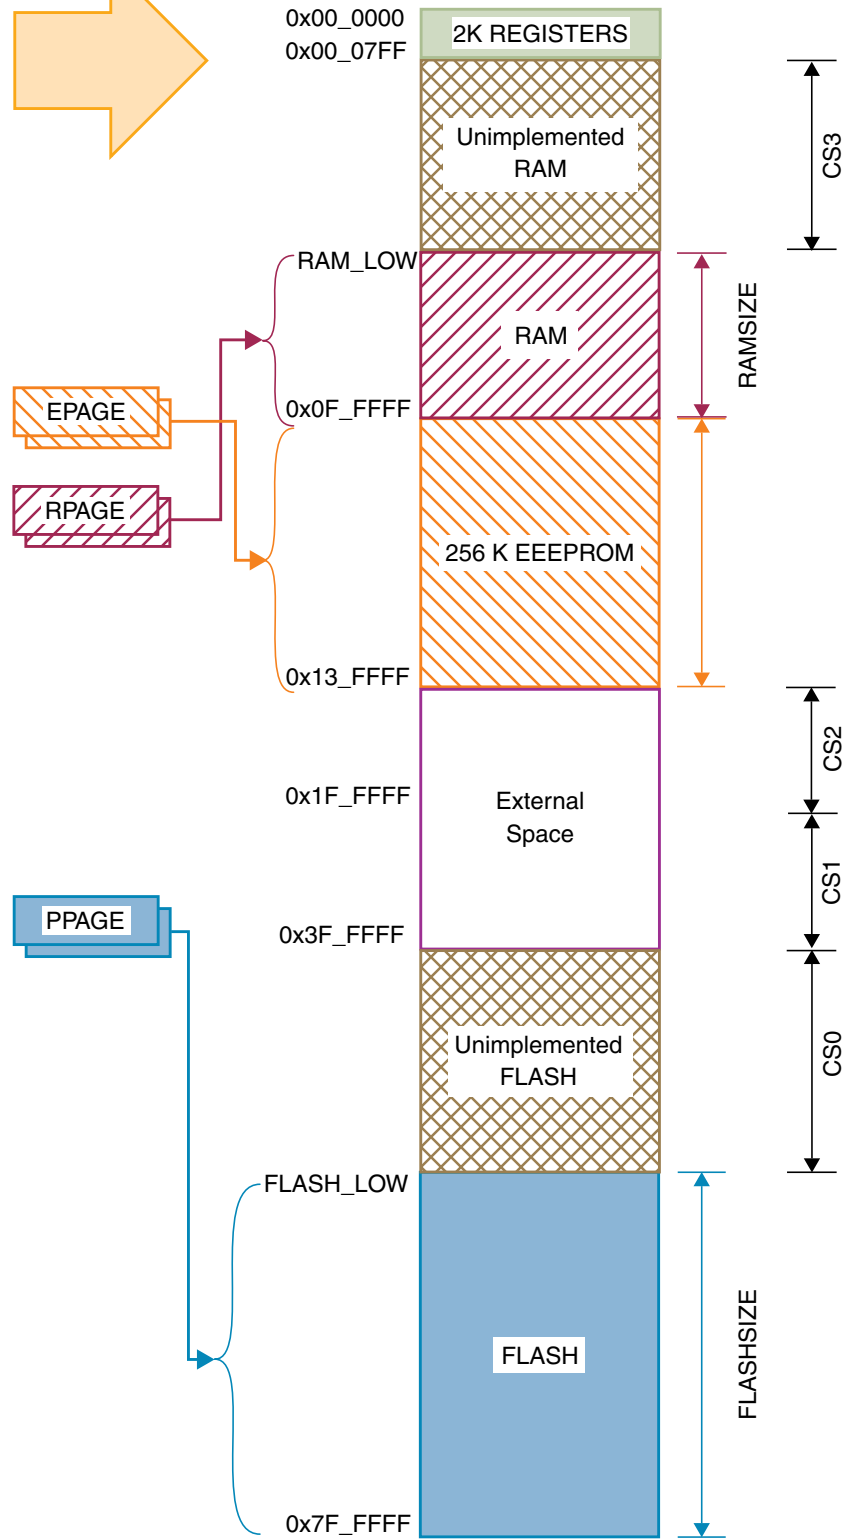 0x00_0000
2K REGISTERS
0x00_07FF
Unimplemented
RAM
CS3
RAM_LOW
RAM
RAMSIZE
EPAGE
0x0F_FFFF
RPAGE
256 K EEEPROM
0x13_FFFF
CS2
0x1F_FFFF
External
Space
CS1
PPAGE
0x3F_FFFF
Unimplemented
FLASH
CS0
FLASH_LOW
FLASH
FLASHSIZE
0x7F_FFFF